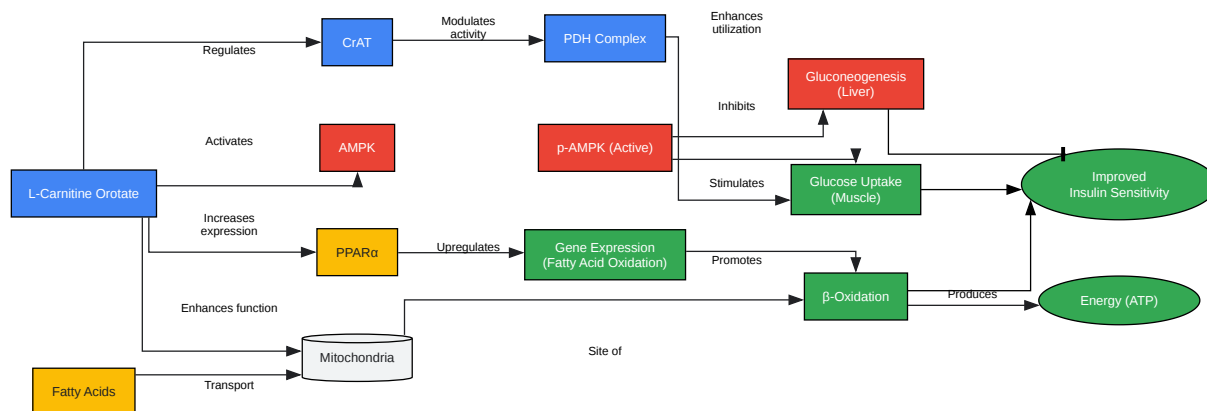 Enhances
utilization
Modulates
activity
Regulates
CrAT
PDH Complex
Gluconeogenesis
(Liver)
Inhibits
Activates
AMPK
p-AMPK (Active)
L-Carnitine Orotate
Stimulates
Glucose Uptake
(Muscle)
Improved
Insulin Sensitivity
Increases
expression
PPARα
Upregulates
Gene Expression
(Fatty Acid Oxidation)
Promotes
β-Oxidation
Produces
Energy (ATP)
Enhances function
Mitochondria
Site of
Fatty Acids
Transport